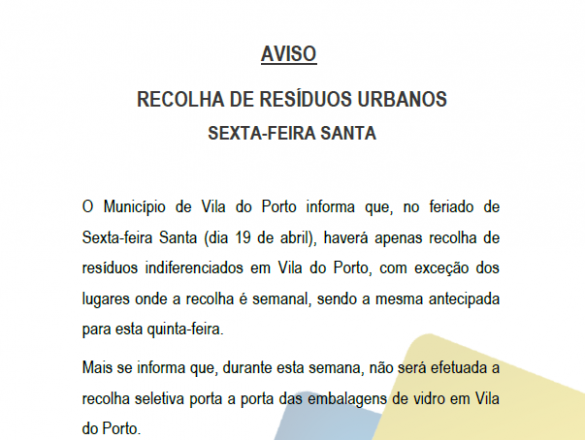 AVISO
RECOLHA DE RESÍDUOS URBANOS
SEXTA-FEIRA SANTA
O Município de Vila do Porto informa que, no feriado de
Sexta-feira Santa (dia 19 de abril), haverá apenas recolha de
resíduos indiferenciados em Vila do Porto, com exceção dos
lugares onde a recolha é semanal, sendo a mesma antecipada
para esta quinta-feira.
Mais se informa que, durante esta semana, não será efetuada a
recolha seletiva porta a porta das embalagens de vidro em Vila
do Porto.